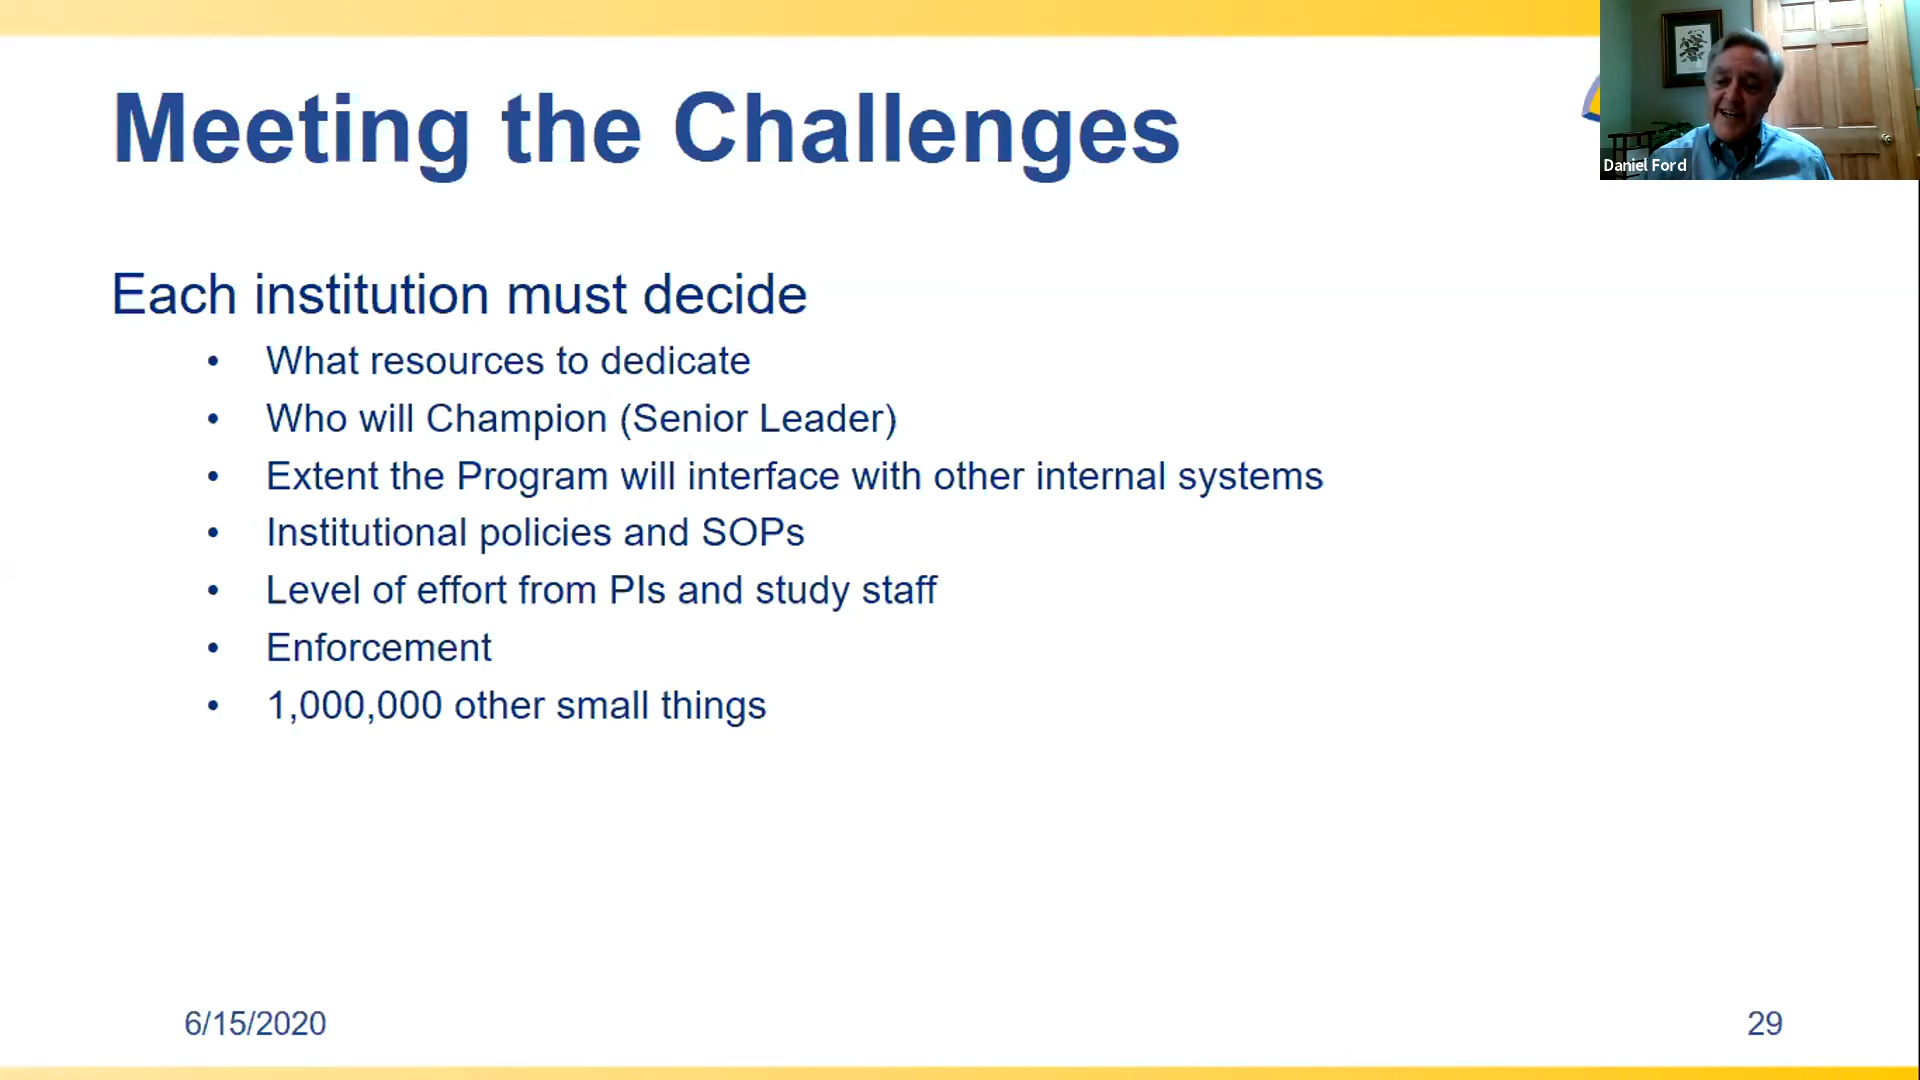 Meeting the Challenges
Daniel Ford
Each institution must decide
• What resources to dedicate
• Who will Champion (Senior Leader)
• Extent the Program will interface with other internal systems
• Institutional policies and SOPs
• Level of effort from PIs and study staff
• Enforcement
• 1,000,000 other small things
6/15/2020
29